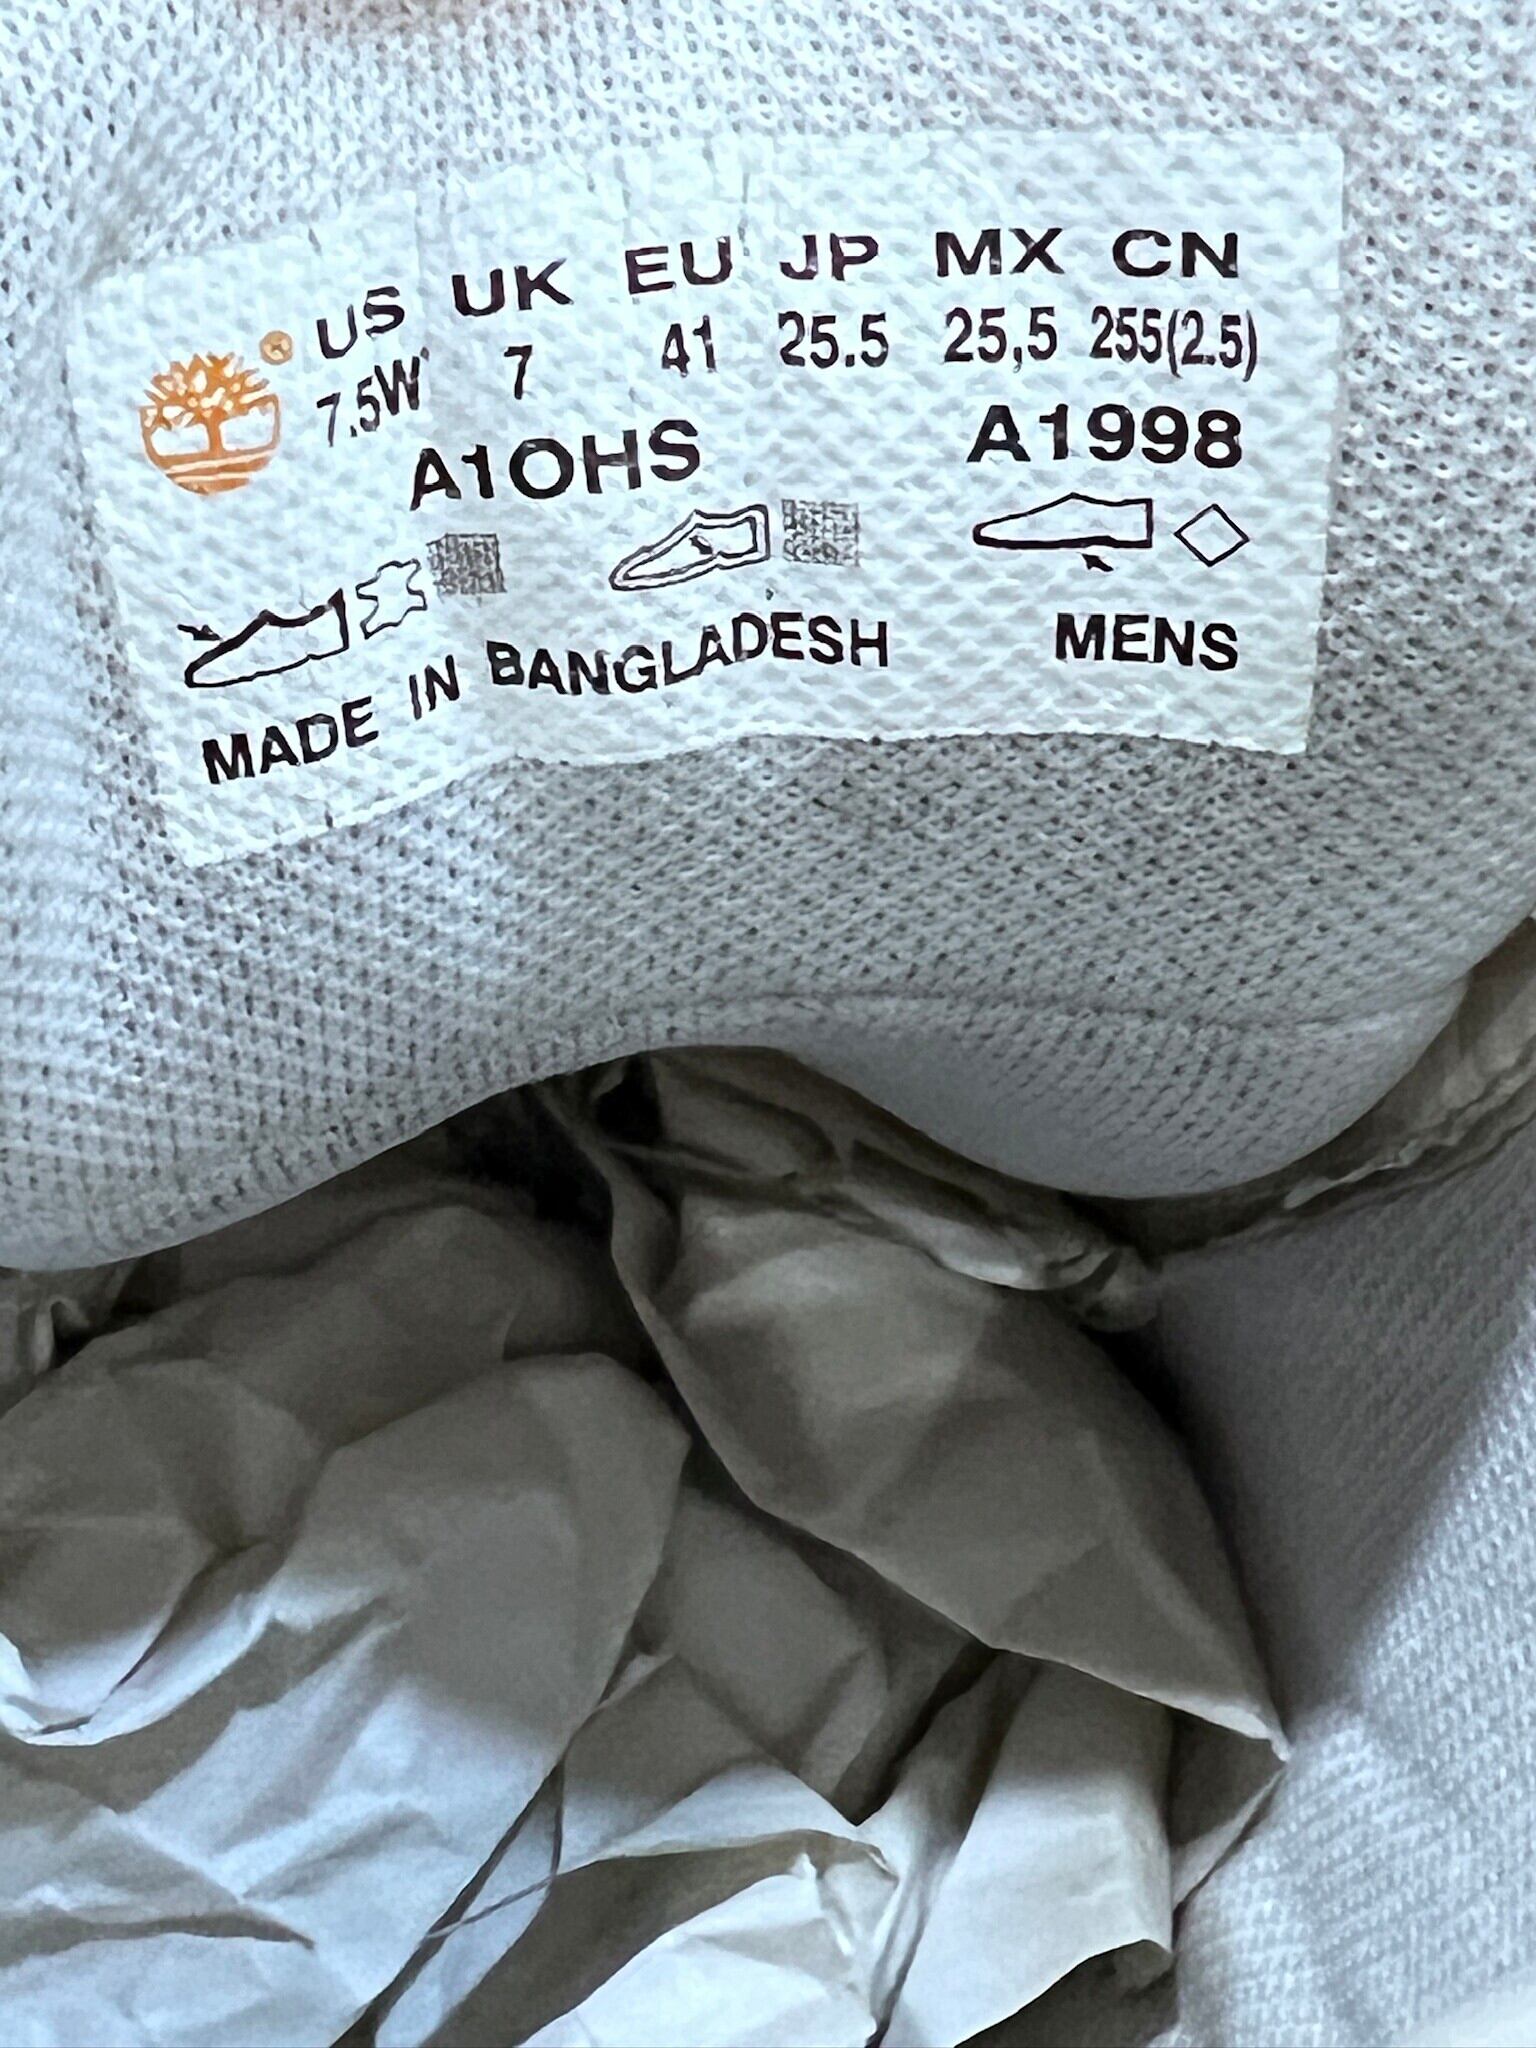 US UK EU JP MX CN
7.5W 7 41 25.5 25,5 255(2.5)
A1OHS A1998
MADE IN BANGLADESH MENS